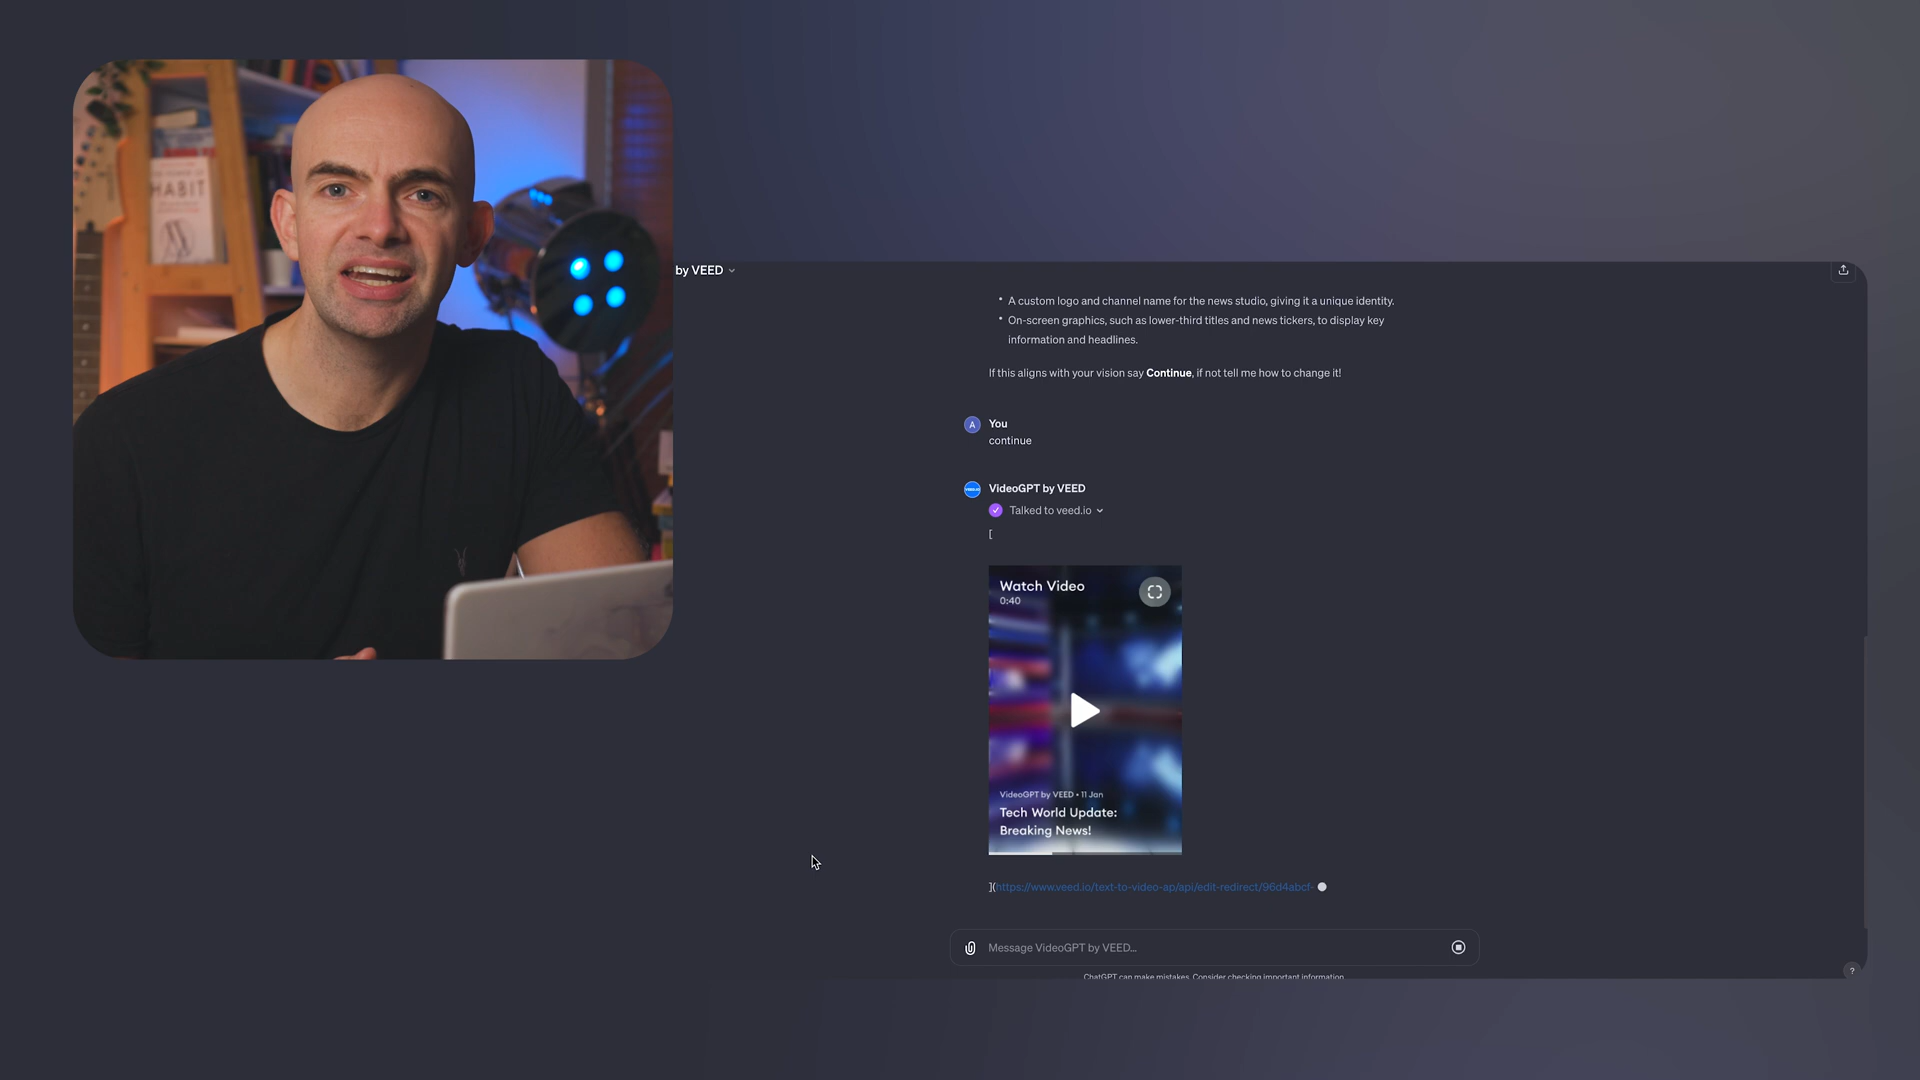 HABIT
by VEED
• A custom logo and channel name for the news studio, giving it a unique identity.
• On-screen graphics, such as lower-third titles and news tickers, to display key
information and headlines.
If this aligns with your vision say Continue, if not tell me how to change it!
A
You
continue
VideoGPT by VEED
Talked to veed.io
[
Watch Video
0:40
VideoGPT by VEED • 11 Jan
Tech World Update:
Breaking News!
](https://www.veed.io/text-to-video-ap/api/edit-redirect/96d4abcf-
Message VideoGPT by VEED...
ChatGPT can make mistakes. Consider checking important information.
?